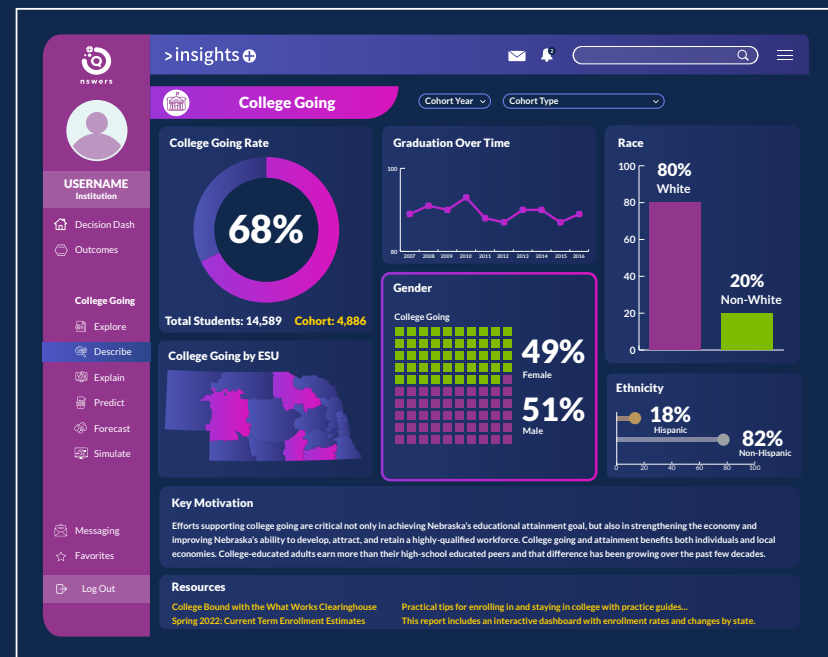 nswers
>insights
2
College Going
Cohort Year
Cohort Type
USERNAME
Institution
Decision Dash
Outcomes
College Going
Explore
Describe
Explain
Predict
Forecast
Simulate
Messaging
Favorites
Log Out
College Going Rate
68%
Total Students: 14,589 Cohort: 4,886
Graduation Over Time
100
80
2007 2008 2009 2010 2011 2012 2013 2014 2015 2016
Race
100
80
60
40
20
0
80%
White
20%
Non-White
College Going by ESU
Gender
College Going
49%
Female
51%
Male
Ethnicity
18%
Hispanic
82%
Non-Hispanic
0 20 40 60 80 100
Key Motivation
Efforts supporting college going are critical not only in achieving Nebraska's educational attainment goal, but also in strengthening the economy and
improving Nebraska's ability to develop, attract, and retain a highly-qualified workforce. College going and attainment benefits both individuals and local
economies. College-educated adults earn more than their high-school educated peers and that difference has been growing over the past few decades.
Resources
College Bound with the What Works Clearinghouse Practical tips for enrolling in and staying in college with practice guides...
Spring 2022: Current Term Enrollment Estimates This report includes an interactive dashboard with enrollment rates and changes by state.